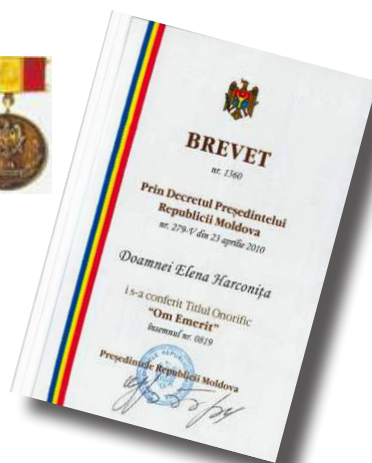 BREVET
nr. 1360
Prin Decretul Președintelui
Republicii Moldova
nr. 279-V din 23 aprilie 2010
Doamnei Elena Harconița
i s-a conferit Titlul Onorific
"Om Emerit"
însemnul nr. 0819
Președintele Republicii Moldova